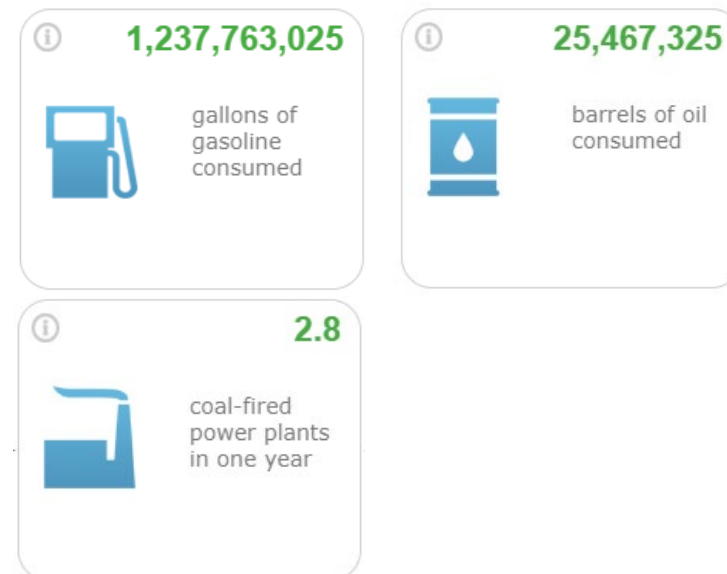 1,237,763,025
gallons of
gasoline
consumed
25,467,325
barrels of oil
consumed
2.8
coal-fired
power plants
in one year